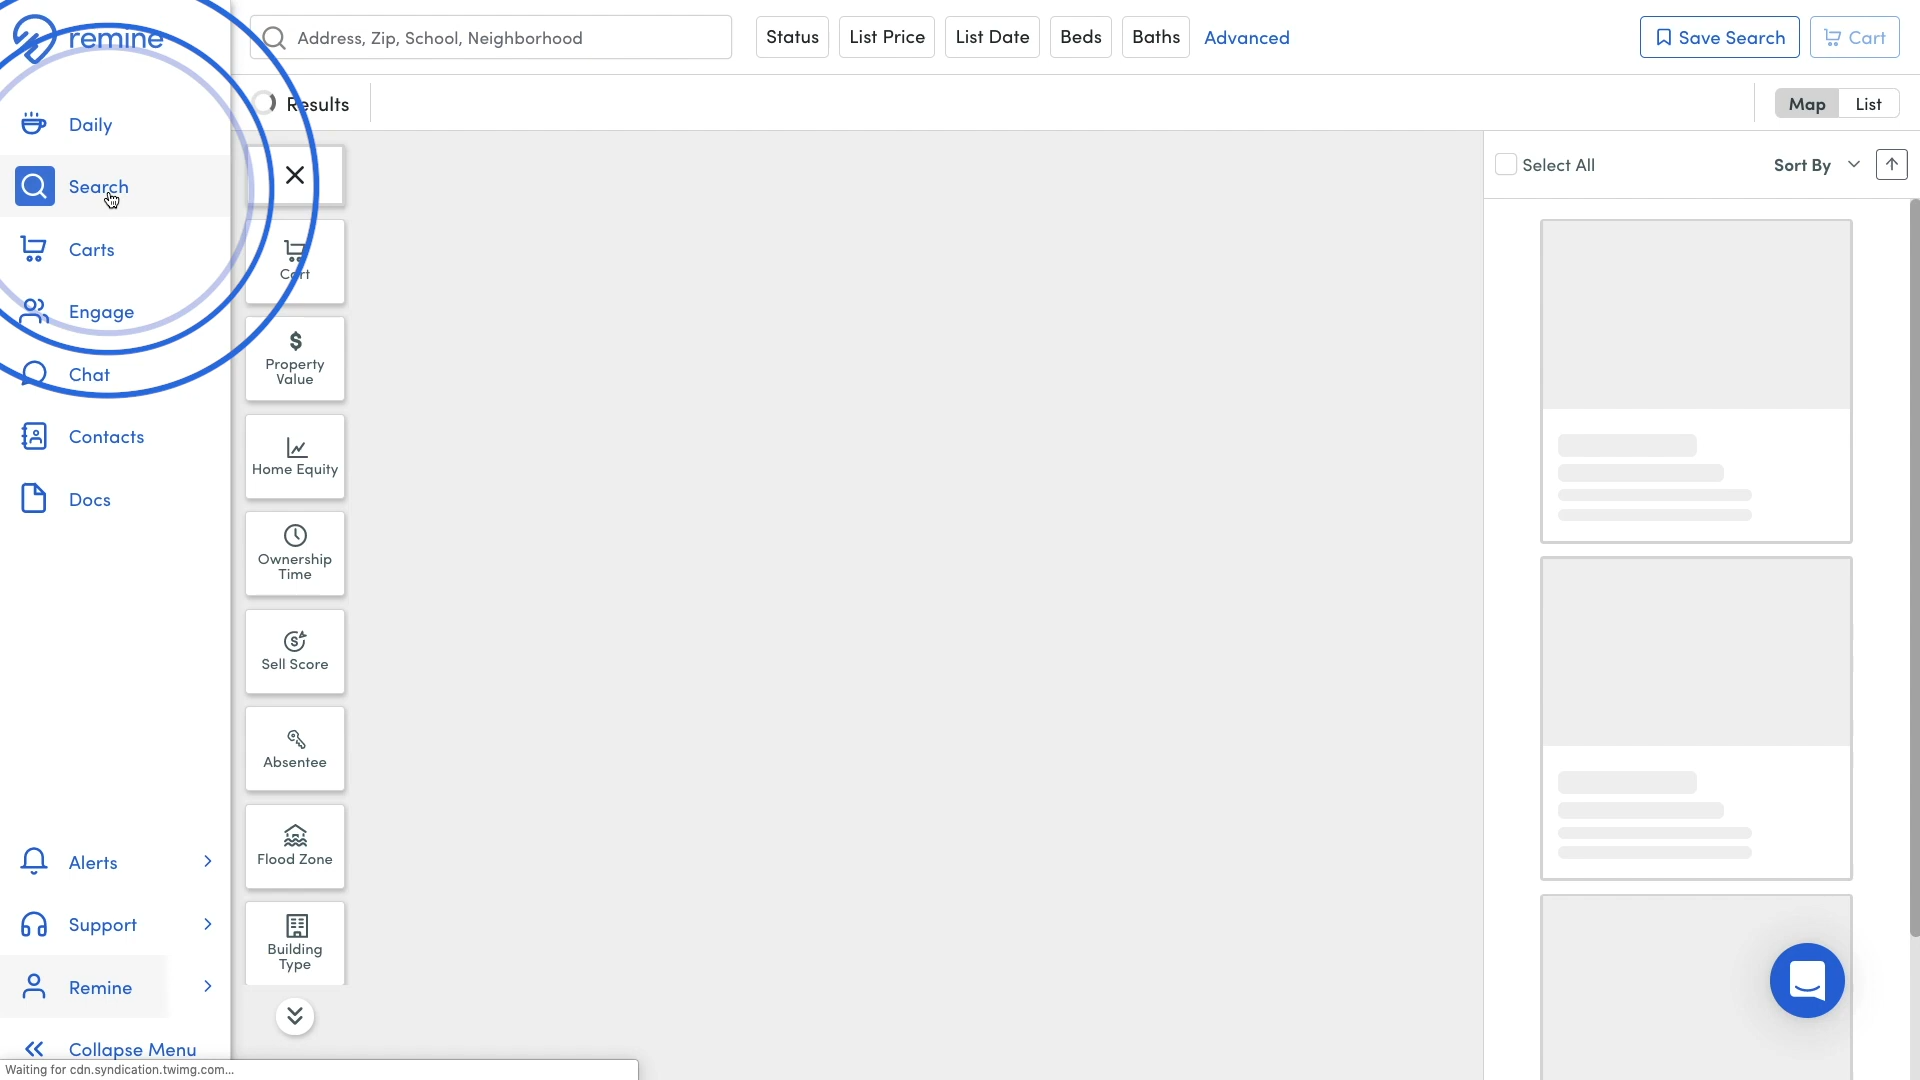 remine
Address, Zip, School, Neighborhood
Status
List Price
List Date
Beds
Baths
Advanced
Save Search
Cart
Results
Map
List
Daily
Search
Carts
Engage
Chat
Contacts
Docs
Alerts
Support
Remine
Collapse Menu
Cart
Property
Value
Home Equity
Ownership
Time
Sell Score
Absentee
Flood Zone
Building
Type
Select All
Sort By
Waiting for cdn.syndication.twimg.com...